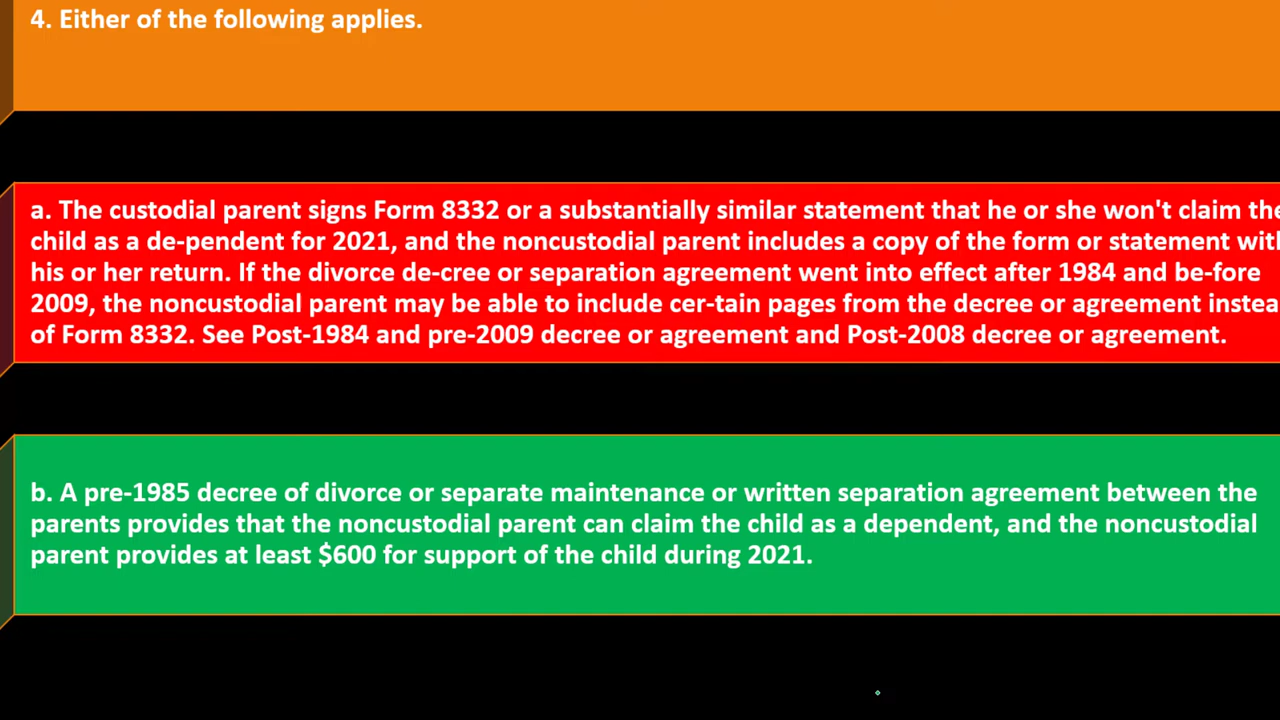 4. Either of the following applies.
a. The custodial parent signs Form 8332 or a substantially similar statement that he or she won't claim the
child as a de-pendent for 2021, and the noncustodial parent includes a copy of the form or statement with
his or her return. If the divorce de-cree or separation agreement went into effect after 1984 and be-fore
2009, the noncustodial parent may be able to include cer-tain pages from the decree or agreement instea
of Form 8332. See Post-1984 and pre-2009 decree or agreement and Post-2008 decree or agreement.
b. A pre-1985 decree of divorce or separate maintenance or written separation agreement between the
parents provides that the noncustodial parent can claim the child as a dependent, and the noncustodial
parent provides at least $600 for support of the child during 2021.